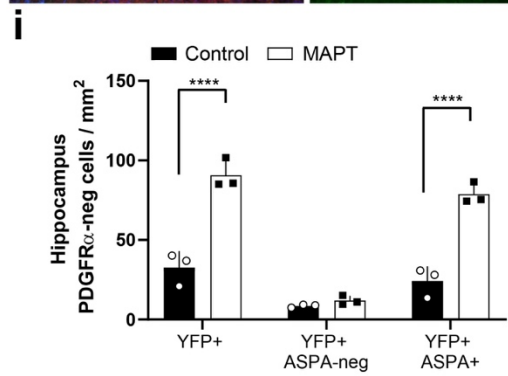 i
Control MAPT
Hippocampus
PDGFRα-neg cells / mm²
150
100
50
0
****
****
YFP+
YFP+
ASPA-neg
YFP+
ASPA+